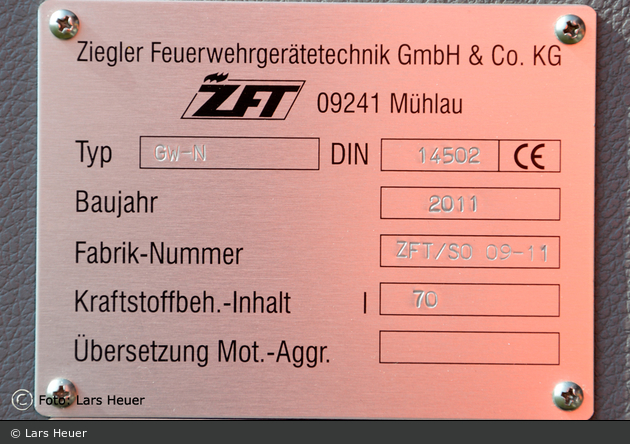 Ziegler Feuerwehrgerätetechnik GmbH & Co. KG
ZFT 09241 Mühlau
Typ GW-N DIN 14502 CE
Baujahr 2011
Fabrik-Nummer ZFT/SO 09-11
Kraftstoffbeh.-Inhalt l 70
Übersetzung Mot.-Aggr.
© Foto: Lars Heuer
© Lars Heuer